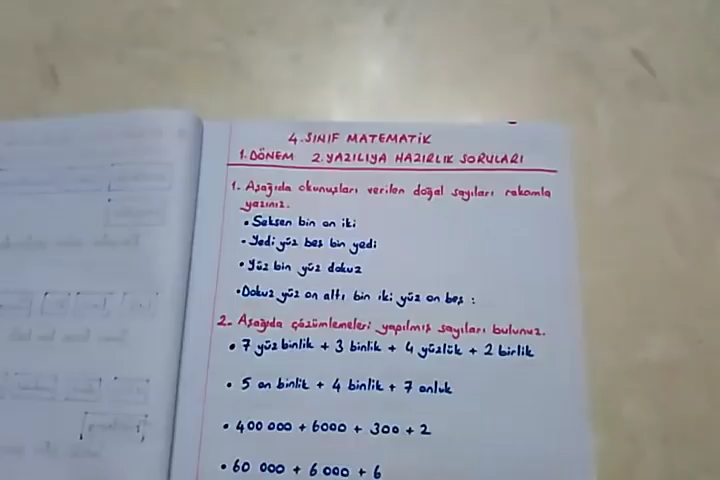 4. SINIF MATEMATİK
1. DÖNEM 2. YAZILIYA HAZIRLIK SORULARI
1. Aşağıda okunuşları verilen doğal sayıları rakamla
yazınız.
• Seksen bin on iki
• Yedi yüz beş bin yedi
• Yüz bin yüz dokuz
• Dokuz yüz on altı bin iki yüz on beş :
2. Aşağıda çözümlemeleri yapılmış sayıları bulunuz.
• 7 yüz binlik + 3 binlik + 4 yüzlük + 2 birlik
• 5 on binlik + 4 binlik + 7 onluk
• 400 000 + 6000 + 300 + 2
• 60 000 + 6 000 + 6